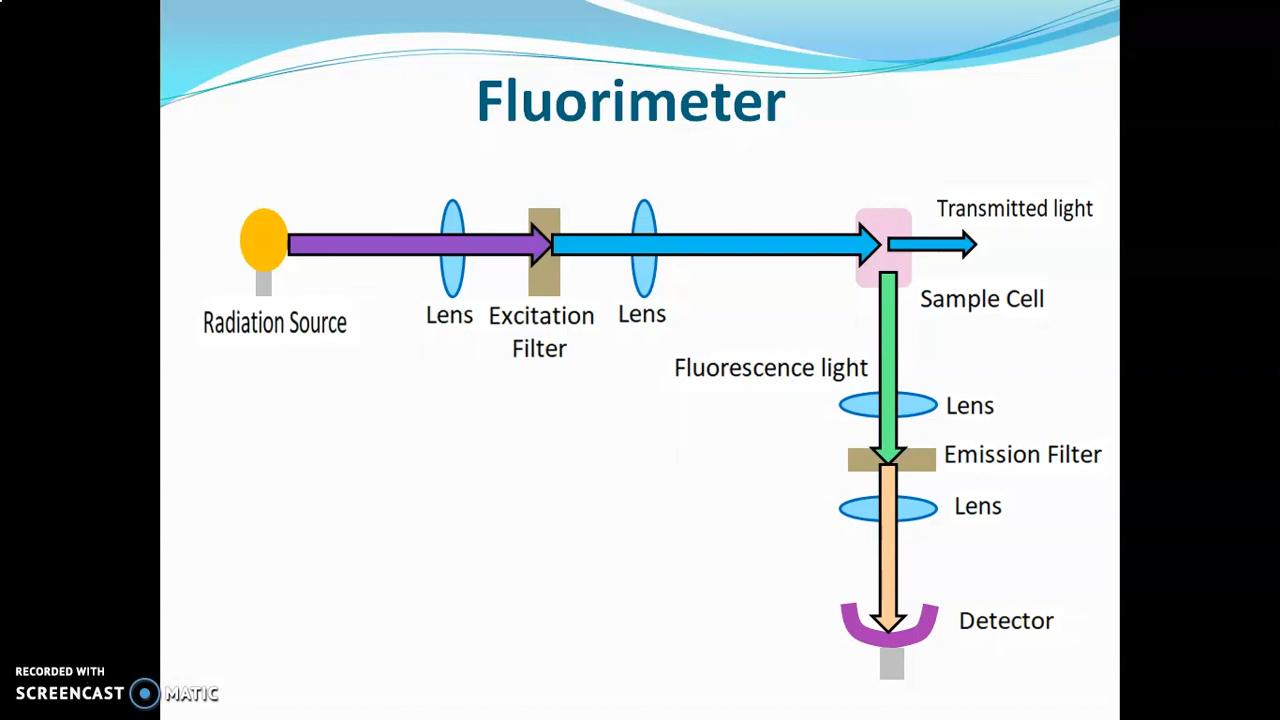 Fluorimeter
Transmitted light
Radiation Source
Lens
Excitation
Filter
Lens
Sample Cell
Fluorescence light
Lens
Emission Filter
Lens
Detector
RECORDED WITH
SCREENCAST MATIC